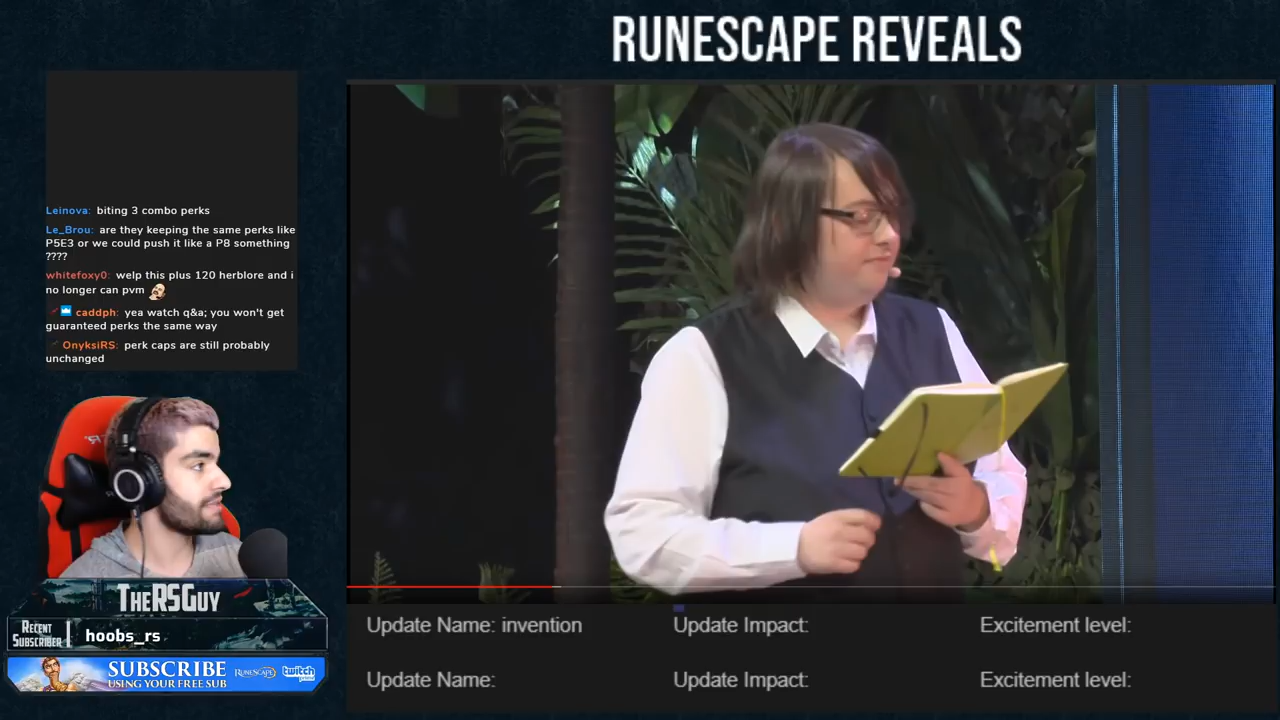 RUNESCAPE REVEALS
Leinova: biting 3 combo perks
Le_Brou: are they keeping the same perks like
P5E3 or we could push it like a P8 something
????
whitefoxy0: welp this plus 120 herblore and i
no longer can pvm
caddph: yea watch q&a; you won't get
guaranteed perks the same way
OnyksiRS: perk caps are still probably
unchanged
THERSGUY
RECENT
SUBSCRIBER
hoobs_rs
SUBSCRIBE
USING YOUR FREE SUB
RUNESCAPE
twitch
prime
Update Name: invention
Update Impact:
Excitement level:
Update Name:
Update Impact:
Excitement level: